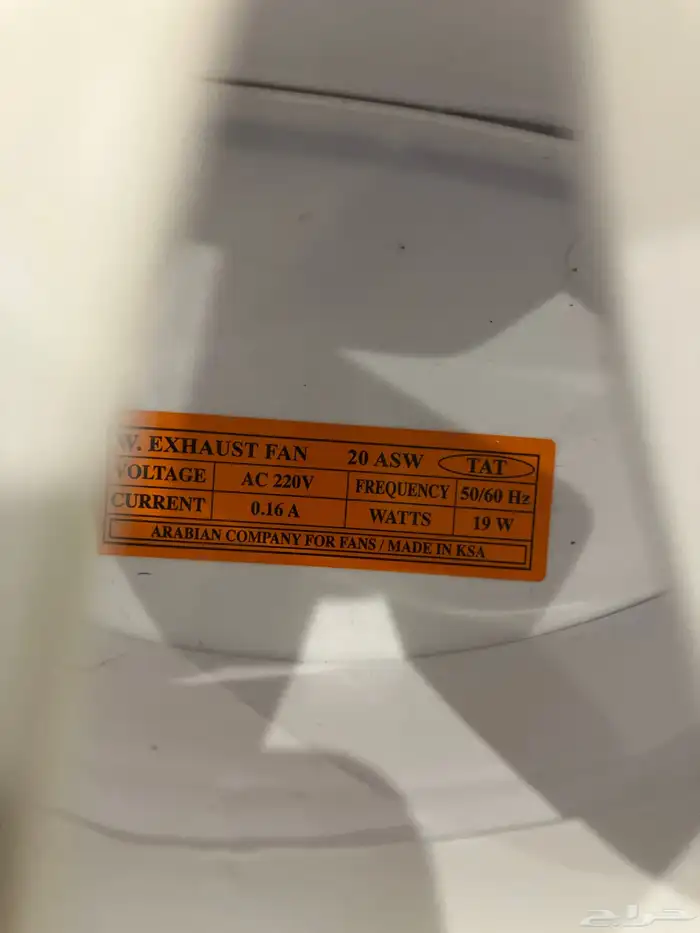 W. EXHAUST FAN 20 ASW TAT
VOLTAGE AC 220V FREQUENCY 50/60 Hz
CURRENT 0.16 A WATTS 19 W
ARABIAN COMPANY FOR FANS / MADE IN KSA
حراج